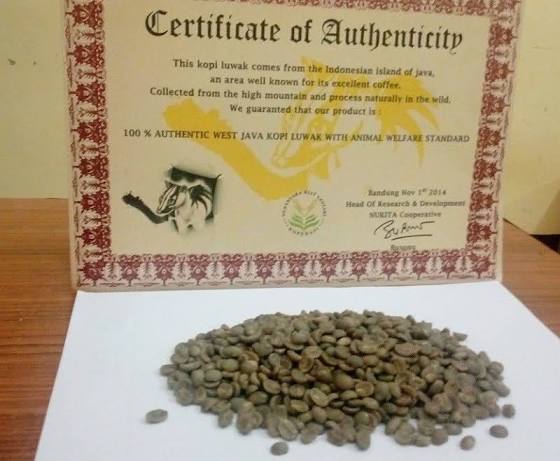 Certificate of Authenticity
This kopi luwak comes from the Indonesian island of java,
an area well known for its excellent coffee.
Collected from the high mountain and process naturally in the wild.
We guaranted that our product is :
100 % AUTHENTIC WEST JAVA KOPI LUWAK WITH ANIMAL WELFARE STANDARD
Bandung Nov 1st 2014
Head Of Research & Development
NURITA Cooperative